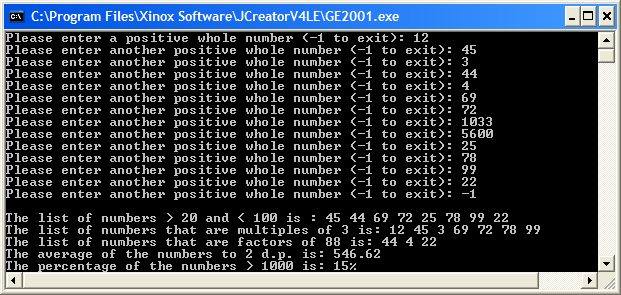 C:\Program Files\Xinox Software\JCreatorV4LE\GE2001.exe
Please enter a positive whole number (-1 to exit): 12
Please enter another positive whole number (-1 to exit): 45
Please enter another positive whole number (-1 to exit): 3
Please enter another positive whole number (-1 to exit): 44
Please enter another positive whole number (-1 to exit): 4
Please enter another positive whole number (-1 to exit): 69
Please enter another positive whole number (-1 to exit): 72
Please enter another positive whole number (-1 to exit): 1033
Please enter another positive whole number (-1 to exit): 5600
Please enter another positive whole number (-1 to exit): 25
Please enter another positive whole number (-1 to exit): 78
Please enter another positive whole number (-1 to exit): 99
Please enter another positive whole number (-1 to exit): 22
Please enter another positive whole number (-1 to exit): -1
The list of numbers > 20 and < 100 is : 45 44 69 72 25 78 99 22
The list of numbers that are multiples of 3 is: 12 45 3 69 72 78 99
The list of numbers that are factors of 88 is: 44 4 22
The average of the numbers to 2 d.p. is: 546.62
The percentage of the numbers > 1000 is: 15%